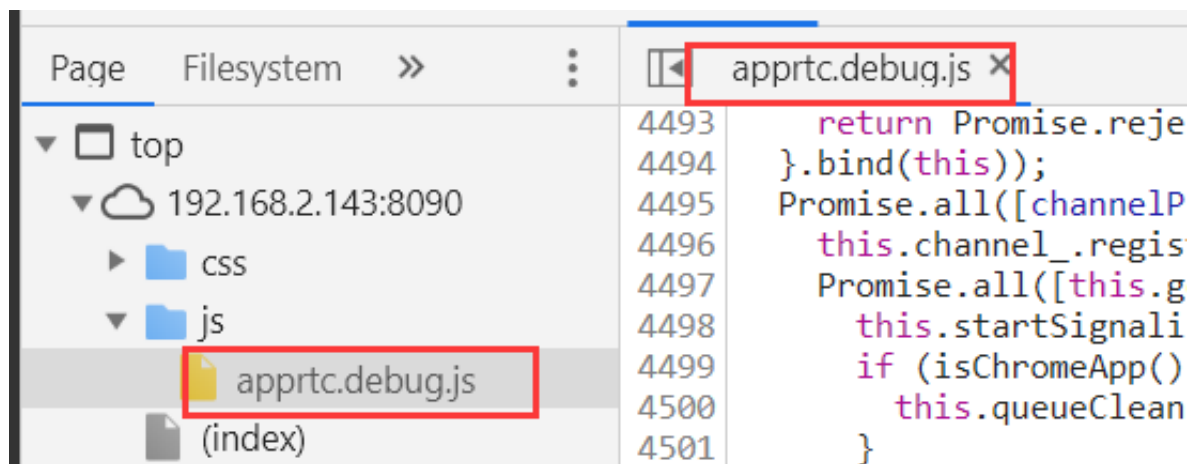 Page Filesystem »
top
192.168.2.143:8090
css
js
apprtc.debug.js
(index)
apprtc.debug.js ×
4493 return Promise.reje
4494 }.bind(this));
4495 Promise.all([channelP
4496 this.channel_.regis
4497 Promise.all([this.g
4498 this.startSignali
4499 if (isChromeApp()
4500 this.queueClean
4501 }